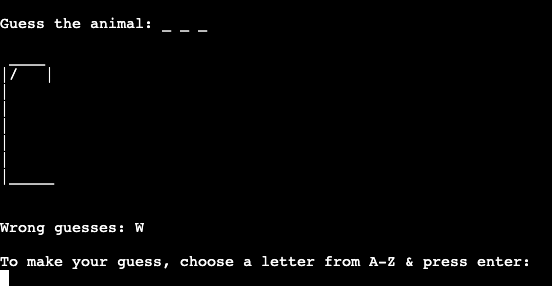 Guess the animal: _ _ _
Wrong guesses: W
To make your guess, choose a letter from A-Z & press enter: